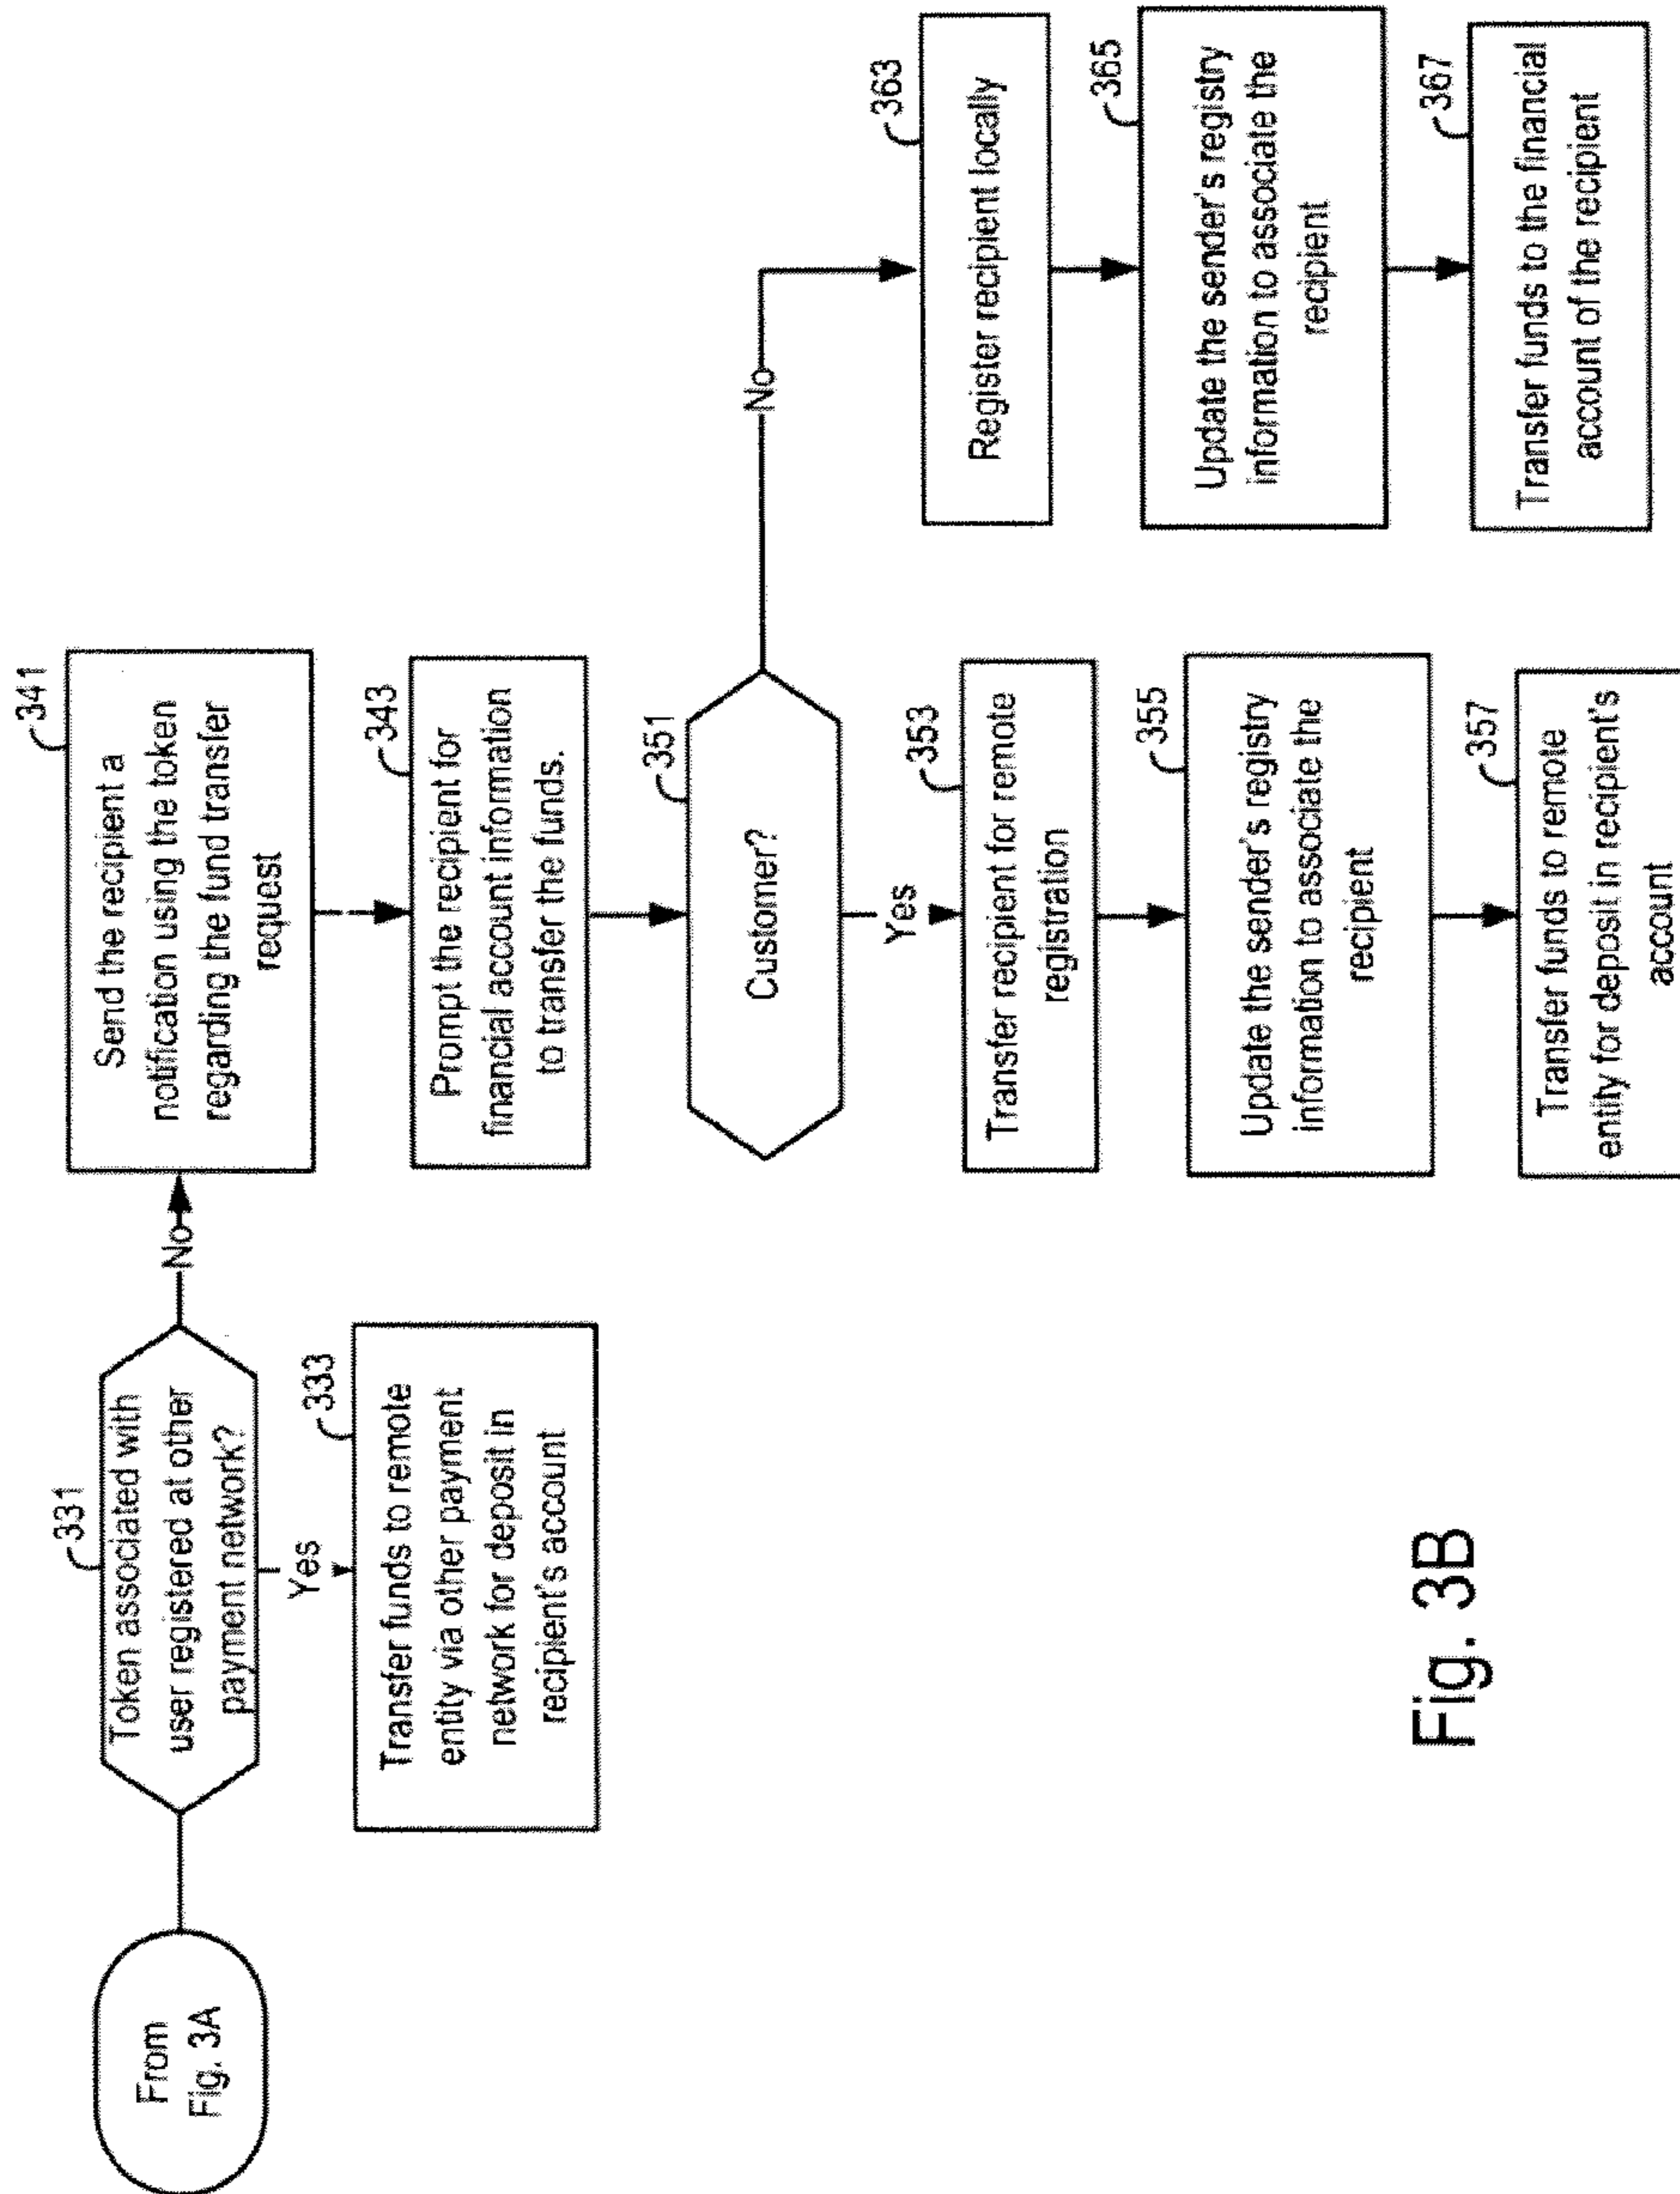 From
Fig. 3A
331
Token associated with
user registered at other
payment network?
No
Yes
333
Transfer funds to remote
entity via other payment
network for deposit in
recipient's account
341
Send the recipient a
notification using the token
regarding the fund transfer
request
343
Prompt the recipient for
financial account information
to transfer the funds.
351
Customer?
No
Yes
353
Transfer recipient for remote
registration
355
Update the sender's registry
information to associate the
recipient
357
Transfer funds to remote
entity for deposit in recipient's
account
363
Register recipient locally
365
Update the sender's registry
information to associate the
recipient
367
Transfer funds to the financial
account of the recipient
Fig. 3B